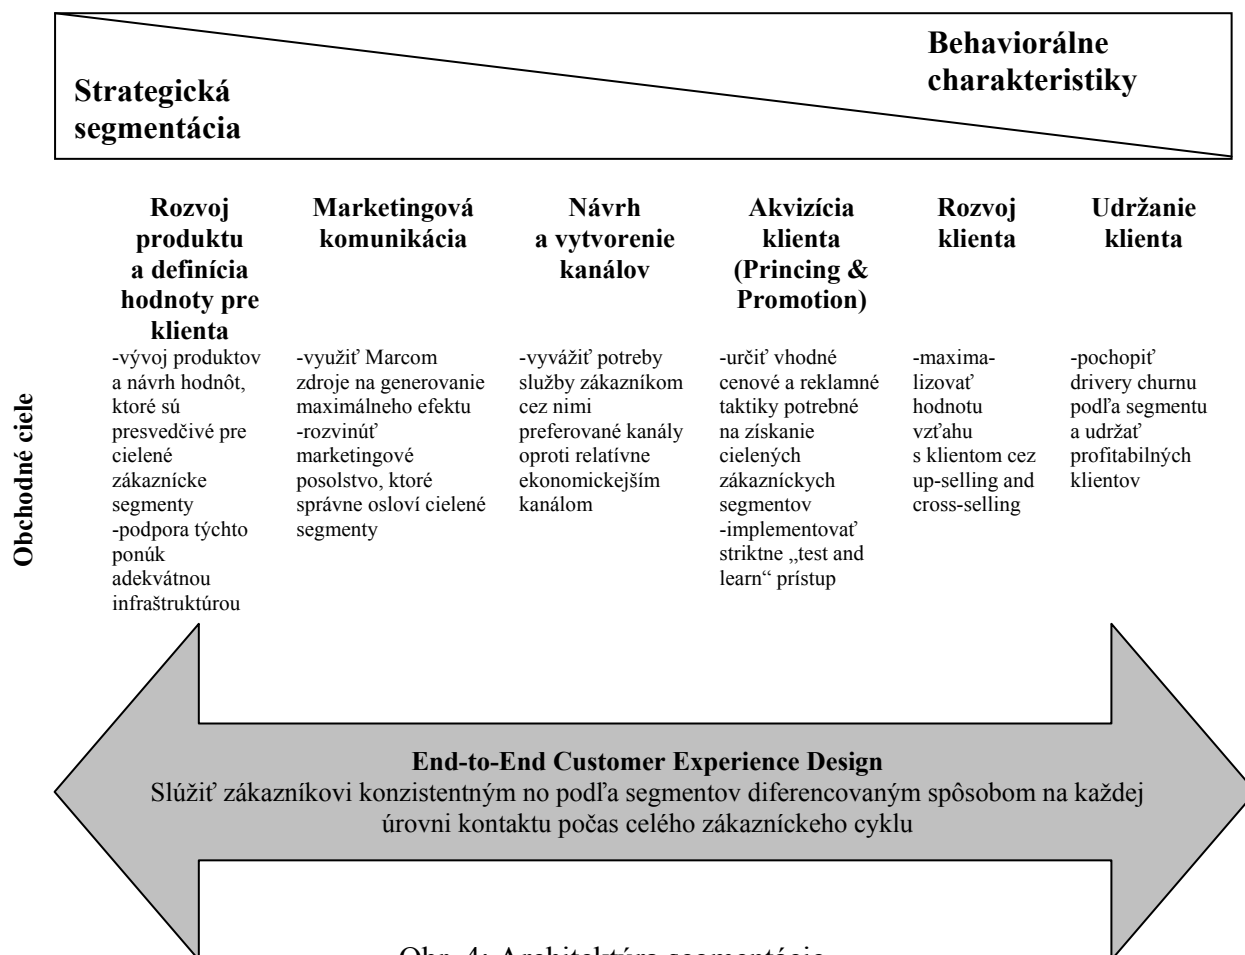 Behaviorálne
charakteristiky
Strategická
segmentácia
Rozvoj
produktu
a definícia
hodnoty pre
klienta
Marketingová
komunikácia
Návrh
a vytvorenie
kanálov
Akvizícia
klienta
(Princing &
Promotion)
Rozvoj
klienta
Udržanie
klienta
Obchodné ciele
-vývoj produktov
a návrh hodnôt,
ktoré sú
presvedčivé pre
cielené
zákaznícke
segmenty
-podpora týchto
ponúk
adekvátnou
infraštruktúrou
-využiť Marcom
zdroje na generovanie
maximálneho efektu
-rozvinúť
marketingové
posolstvo, ktoré
správne osloví cielené
segmenty
-vyvážiť potreby
služby zákazníkom
cez nimi
preferované kanály
oproti relatívne
ekonomickejším
kanálom
-určiť vhodné
cenové a reklamné
taktiky potrebné
na získanie
cielených
zákazníckych
segmentov
-implementovať
striktne „test and
learn“ prístup
-maxima-
lizovať
hodnotu
vzťahu
s klientom cez
up-selling and
cross-selling
-pochopiť
drivery churnu
podľa segmentu
a udržať
profitabilných
klientov
End-to-End Customer Experience Design
Slúžiť zákazníkovi konzistentným no podľa segmentov diferencovaným spôsobom na každej
úrovni kontaktu počas celého zákazníckeho cyklu
Obr. 4: Architektúra segmentácie